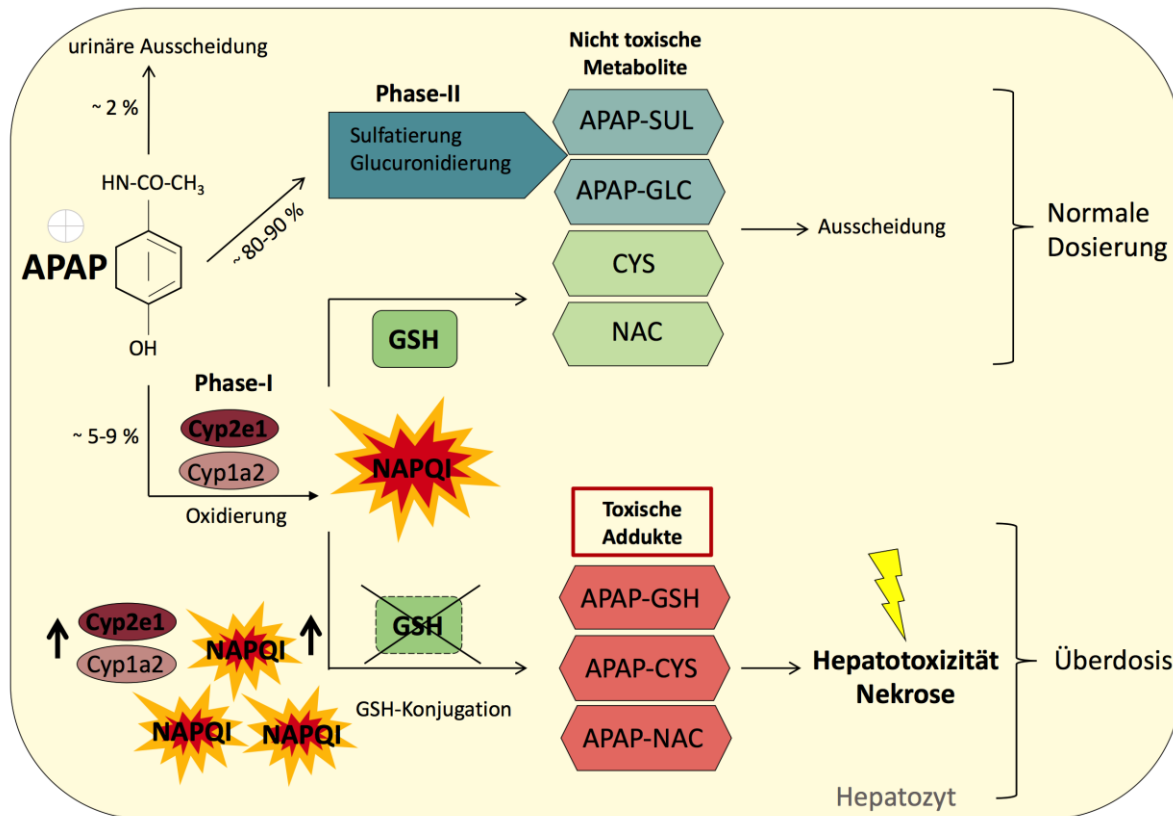 urinäre Ausscheidung
~ 2 %
HN-CO-CH₃
APAP
OH
~ 80-90 %
Phase-II
Sulfatierung
Glucuronidierung
Nicht toxische
Metabolite
APAP-SUL
APAP-GLC
CYS
NAC
Ausscheidung
Normale
Dosierung
GSH
Phase-I
~ 5-9 %
Cyp2e1
Cyp1a2
Oxidierung
NAPQI
Toxische
Addukte
Cyp2e1
Cyp1a2
NAPQI
NAPQI
NAPQI
GSH
GSH-Konjugation
APAP-GSH
APAP-CYS
APAP-NAC
Hepatotoxizität
Nekrose
Überdosis
Hepatozyt